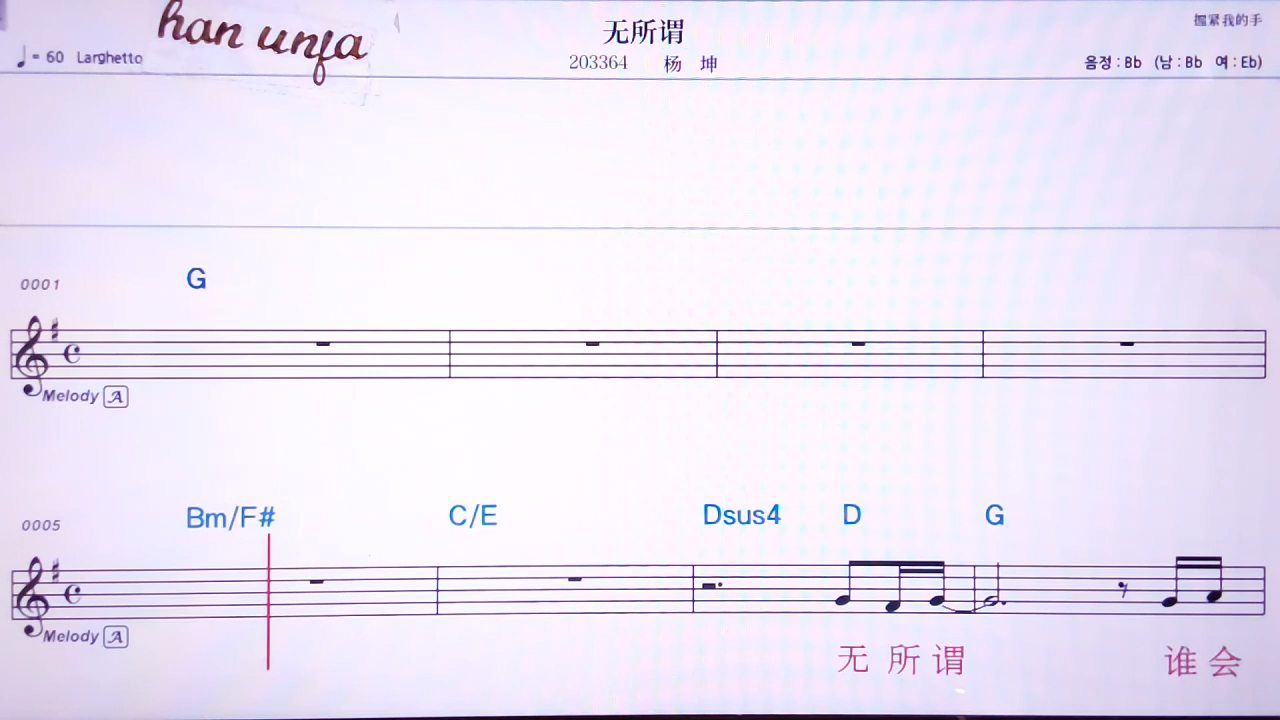 han unfa
无所谓
握紧我的手
♩= 60 Larghetto
203364 杨 坤
음정 : Bb (남 : Bb 여 : Eb)
0001 G
Melody A
0005 Bm/F# C/E Dsus4 D G
Melody A
无 所 谓 谁 会